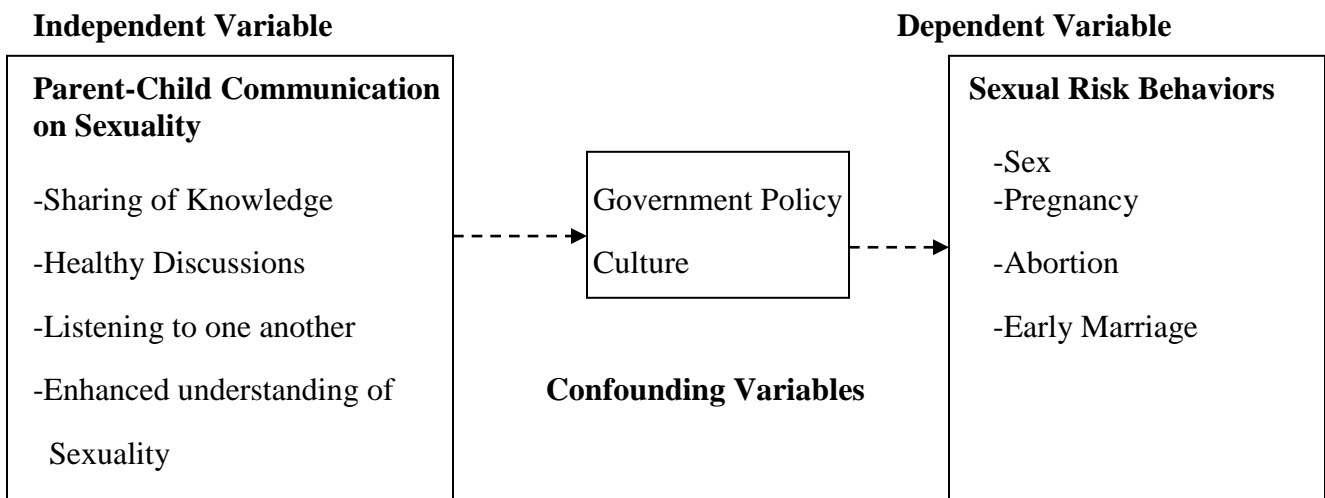 Independent Variable
Dependent Variable
Parent-Child Communication
on Sexuality
-Sharing of Knowledge
-Healthy Discussions
-Listening to one another
-Enhanced understanding of
Sexuality
Government Policy
Culture
Confounding Variables
Sexual Risk Behaviors
-Sex
-Pregnancy
-Abortion
-Early Marriage